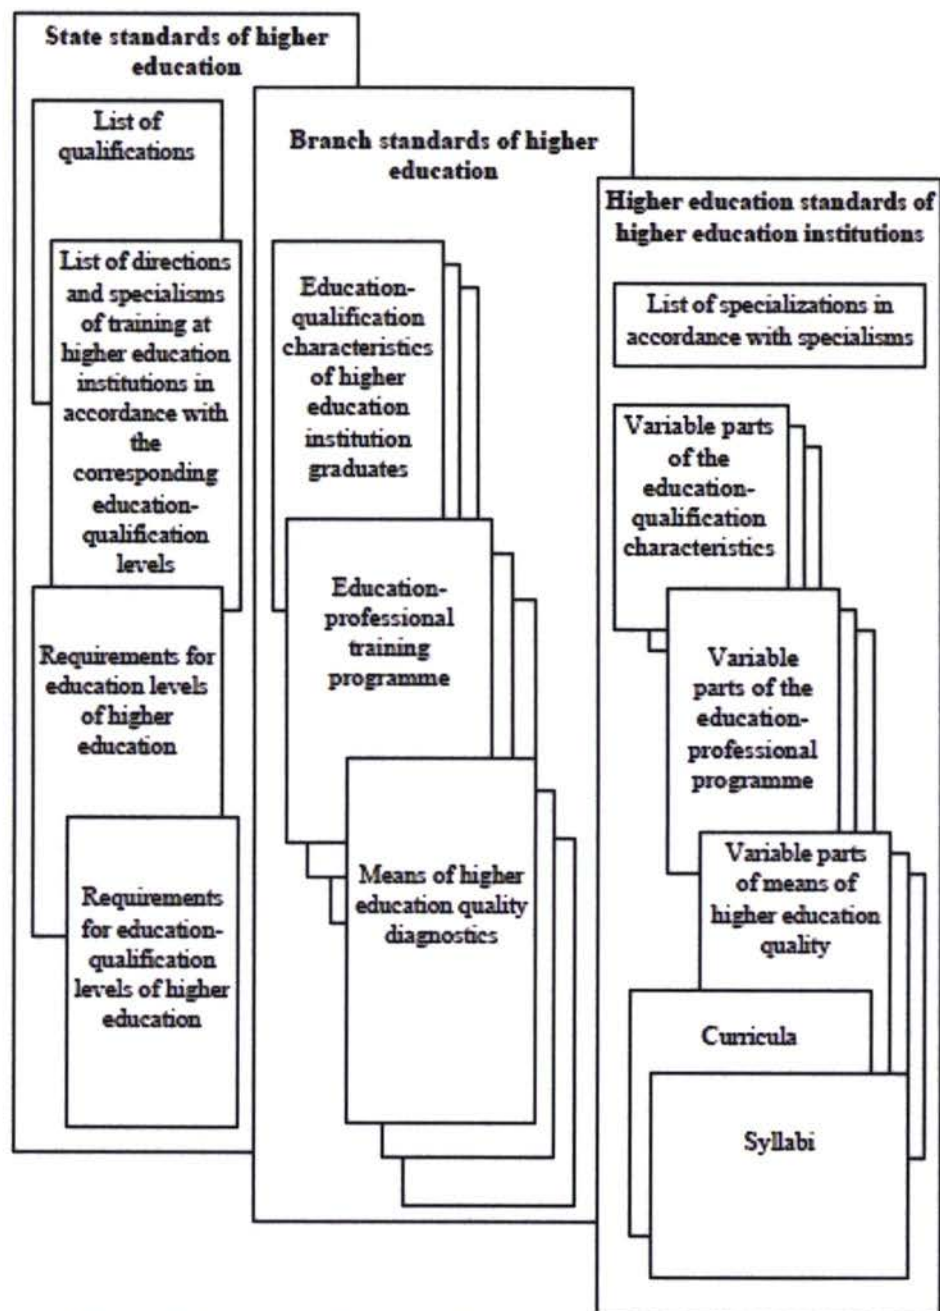 State standards of higher
education
List of
qualifications
List of directions
and specialisms
of training at
higher education
institutions in
accordance with
the
corresponding
education-
qualification
levels
Requirements for
education levels
of higher
education
Requirements
for education-
qualification
levels of higher
education
Branch standards of higher
education
Education-
qualification
characteristics
of higher
education
institution
graduates
Education-
professional
training
programme
Means of higher
education quality
diagnostics
Higher education standards of
higher education institutions
List of specializations in
accordance with specialisms
Variable parts
of the
education-
qualification
characteristics
Variable
parts of the
education-
professional
programme
Variable parts
of means of
higher education
quality
Curricula
Syllabi